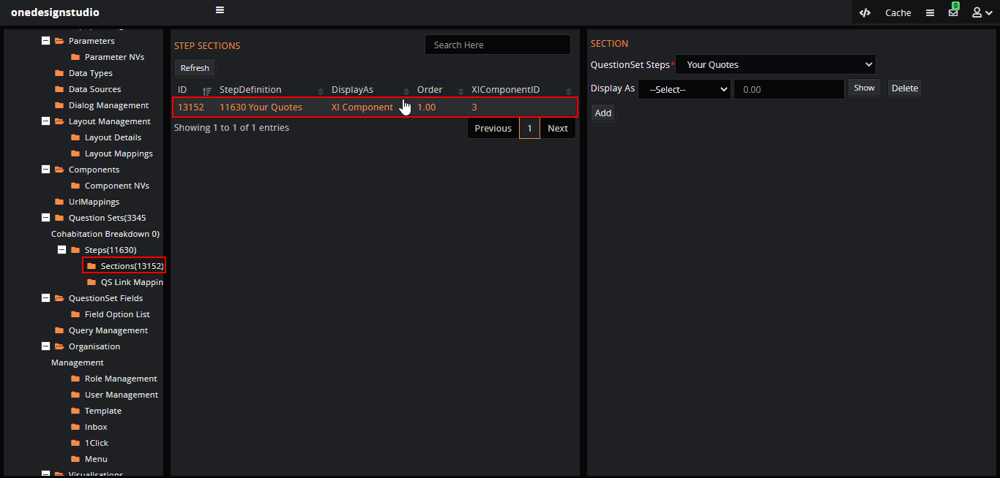 onedesignstudio
Cache
0
Parameters
Parameter NVs
Data Types
Data Sources
Dialog Management
Layout Management
Layout Details
Layout Mappings
Components
Component NVs
UrlMappings
Question Sets(3345
Cohabitation Breakdown 0)
Steps(11630)
Sections(13152)
QS Link Mappin
QuestionSet Fields
Field Option List
Query Management
Organisation
Management
Role Management
User Management
Template
Inbox
1Click
Menu
Visualisations
STEP SECTIONS
Search Here
Refresh
ID StepDefinition DisplayAs Order XIComponentID
13152 11630 Your Quotes XI Component 1.00 3
Showing 1 to 1 of 1 entries
Previous 1 Next
SECTION
QuestionSet Steps* Your Quotes
Display As --Select-- 0.00 Show Delete
Add